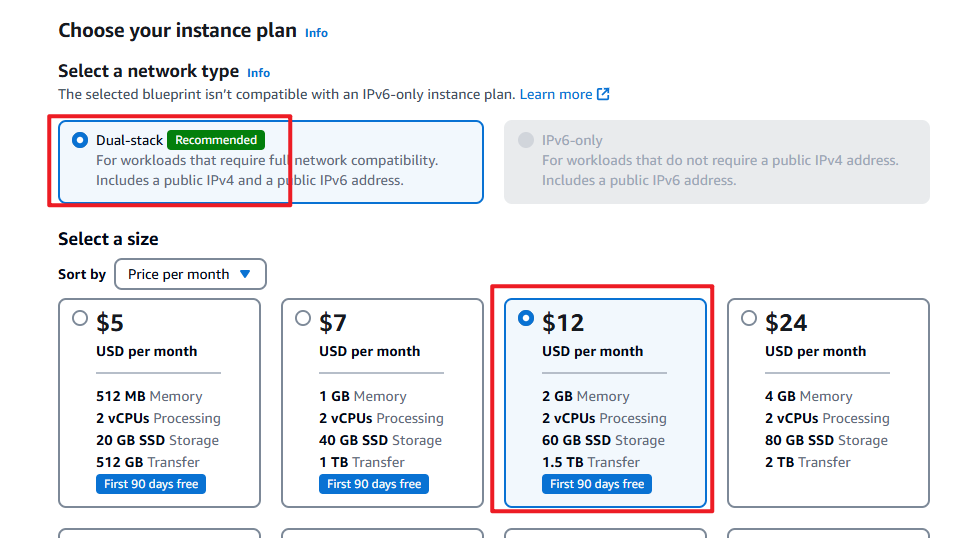 Choose your instance plan Info
Select a network type Info
The selected blueprint isn't compatible with an IPv6-only instance plan. Learn more
Dual-stack Recommended
For workloads that require full network compatibility.
Includes a public IPv4 and a public IPv6 address.
IPv6-only
For workloads that do not require a public IPv4 address.
Includes a public IPv6 address.
Select a size
Sort by Price per month
$5
USD per month
512 MB Memory
2 vCPUs Processing
20 GB SSD Storage
512 GB Transfer
First 90 days free
$7
USD per month
1 GB Memory
2 vCPUs Processing
40 GB SSD Storage
1 TB Transfer
First 90 days free
$12
USD per month
2 GB Memory
2 vCPUs Processing
60 GB SSD Storage
1.5 TB Transfer
First 90 days free
$24
USD per month
4 GB Memory
2 vCPUs Processing
80 GB SSD Storage
2 TB Transfer